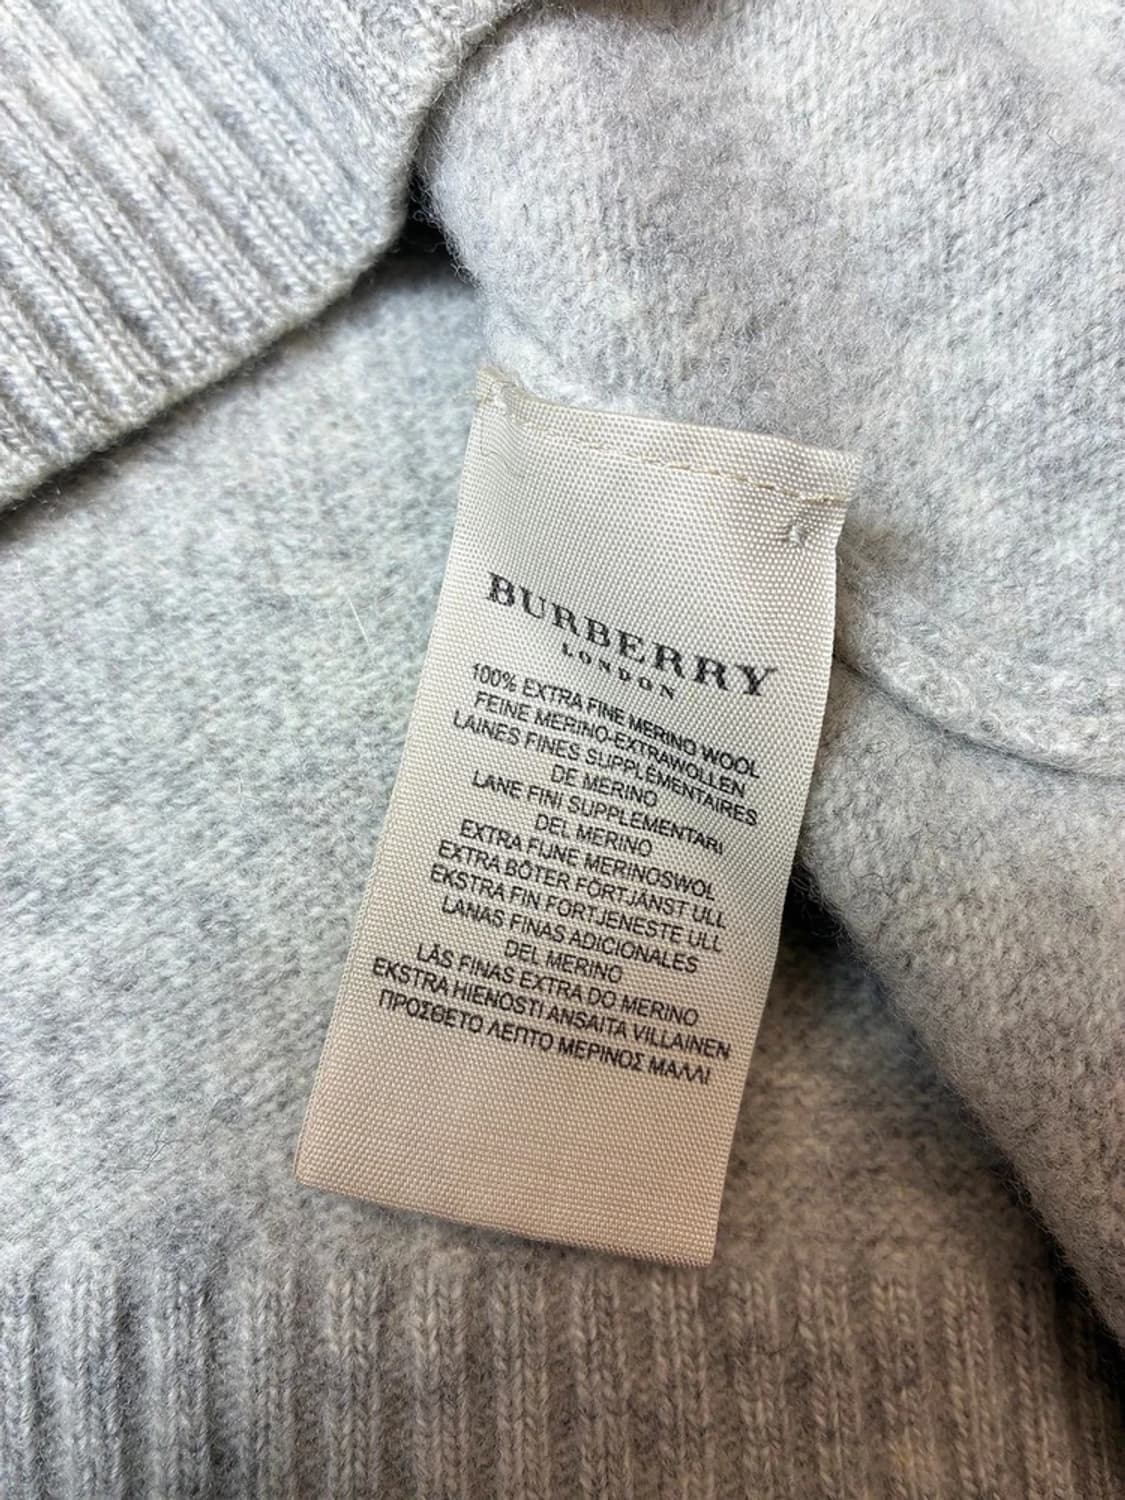 BURBERRY
LONDON
100% EXTRA FINE MERINO WOOL
FEINE MERINO-EXTRAWOLLEN
LAINES FINES SUPPLÉMENTAIRES
DE MERINO
LANE FINI SUPPLEMENTARI
DEL MERINO
EXTRA FIJNE MERINOSWOL
EXTRA BÖTER FÖRTJÄNST ULL
EKSTRA FIN FORTJENESTE ULL
LANAS FINAS ADICIONALES
DEL MERINO
LÃS FINAS EXTRA DO MERINO
EKSTRA HIENOSTI ANSAITA VILLAINEN
ΠΡΟΣΘΕΤΟ ΛΕΠΤΟ ΜΕΡΙΝΟΣ ΜΑΛΛΙ